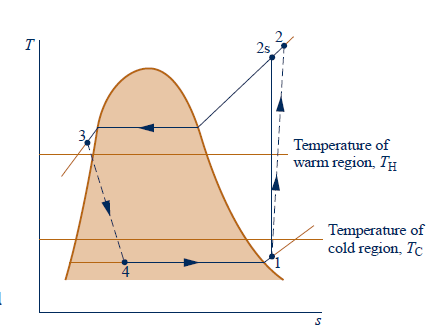 T
2
2s
3
Temperature of
warm region, TH
Temperature of
cold region, TC
1
4
s